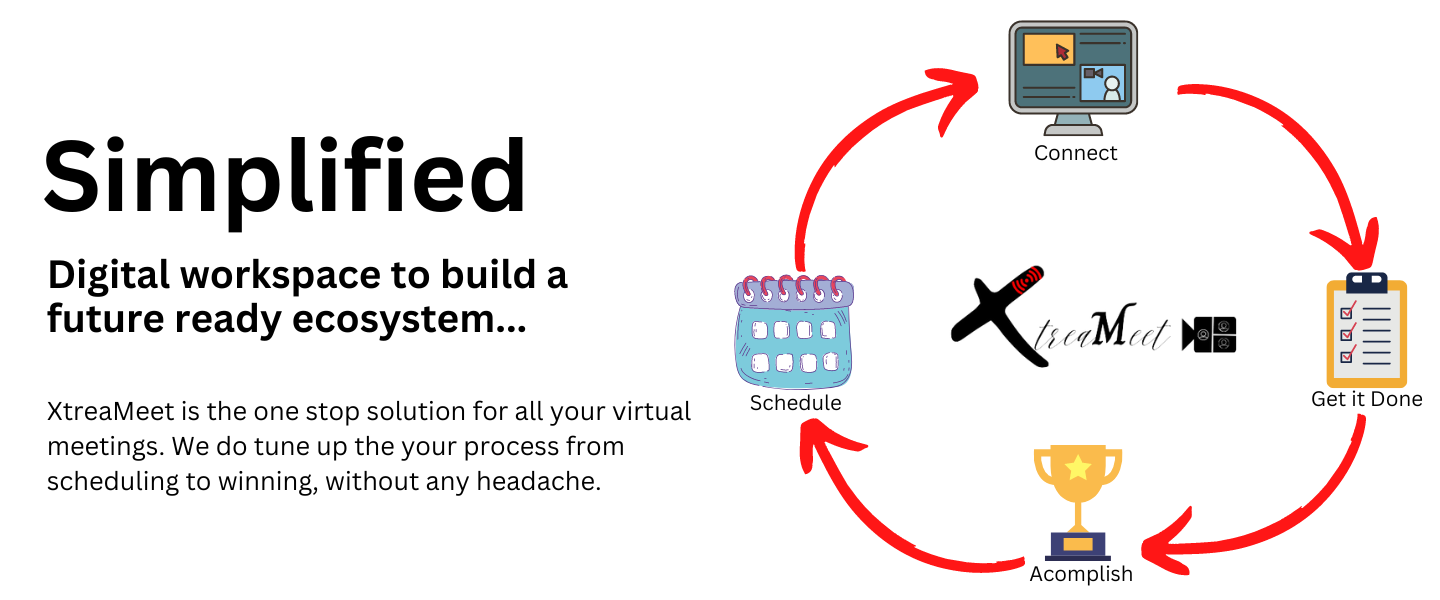 Simplified
Digital workspace to build a
future ready ecosystem...
XtreaMeet is the one stop solution for all your virtual
meetings. We do tune up the your process from
scheduling to winning, without any headache.
Connect
XtreaMeet
Schedule
Get it Done
Acomplish